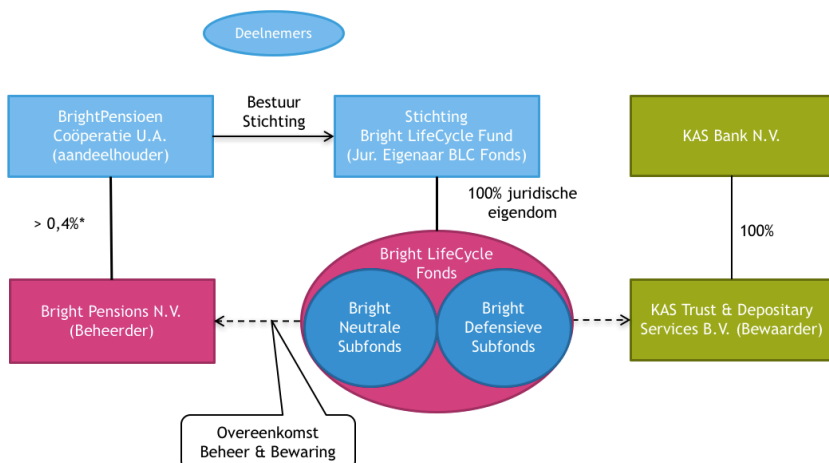 Deelnemers
BrightPensioen
Coöperatie U.A.
(aandeelhouder)
Bestuur
Stichting
Stichting
Bright LifeCycle Fund
(Jur. Eigenaar BLC Fonds)
KAS Bank N.V.
> 0,4%*
100% juridische
eigendom
100%
Bright LifeCycle
Fonds
Bright Pensions N.V.
(Beheerder)
Bright
Neutrale
Subfonds
Bright
Defensieve
Subfonds
KAS Trust & Depositary
Services B.V. (Bewaarder)
Overeenkomst
Beheer & Bewaring